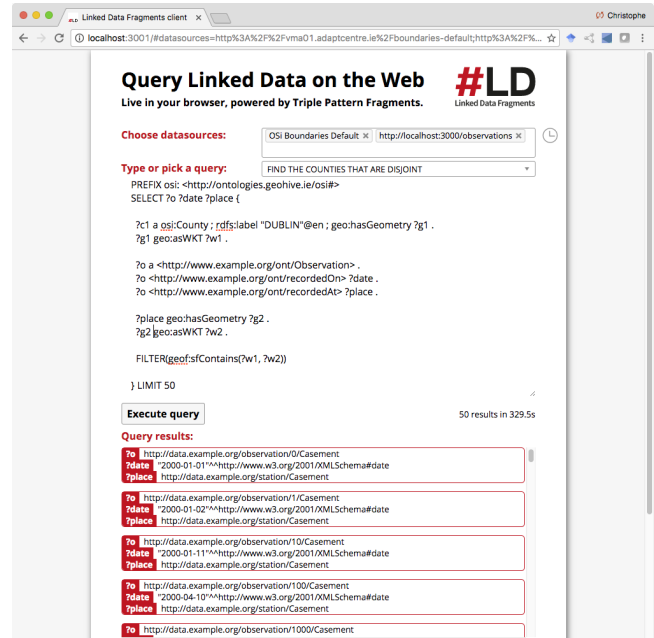 Linked Data Fragments client
Christophe
localhost:3001/#datasources=http%3A%2F%2Fvma01.adaptcentre.ie%2Fboundaries-default;http%3A%2F%...
Query Linked Data on the Web
#LD
Live in your browser, powered by Triple Pattern Fragments.
Linked Data Fragments
Choose datasources:
OSi Boundaries Default × http://localhost:3000/observations ×
Type or pick a query:
FIND THE COUNTIES THAT ARE DISJOINT
PREFIX osi: <http://ontologies.geohive.ie/osi#>
SELECT ?o ?date ?place {
?c1 a osi:County ; rdfs:label "DUBLIN"@en ; geo:hasGeometry ?g1 .
?g1 geo:asWKT ?w1 .
?o a <http://www.example.org/ont/Observation> .
?o <http://www.example.org/ont/recordedOn> ?date .
?o <http://www.example.org/ont/recordedAt> ?place .
?place geo:hasGeometry ?g2 .
?g2 geo:asWKT ?w2 .
FILTER(geof:sfContains(?w1, ?w2))
} LIMIT 50
Execute query
50 results in 329.5s
Query results:
?o http://data.example.org/observation/0/Casement
?date "2000-01-01"^^http://www.w3.org/2001/XMLSchema#date
?place http://data.example.org/station/Casement
?o http://data.example.org/observation/1/Casement
?date "2000-01-02"^^http://www.w3.org/2001/XMLSchema#date
?place http://data.example.org/station/Casement
?o http://data.example.org/observation/10/Casement
?date "2000-01-11"^^http://www.w3.org/2001/XMLSchema#date
?place http://data.example.org/station/Casement
?o http://data.example.org/observation/100/Casement
?date "2000-04-10"^^http://www.w3.org/2001/XMLSchema#date
?place http://data.example.org/station/Casement
?o http://data.example.org/observation/1000/Casement